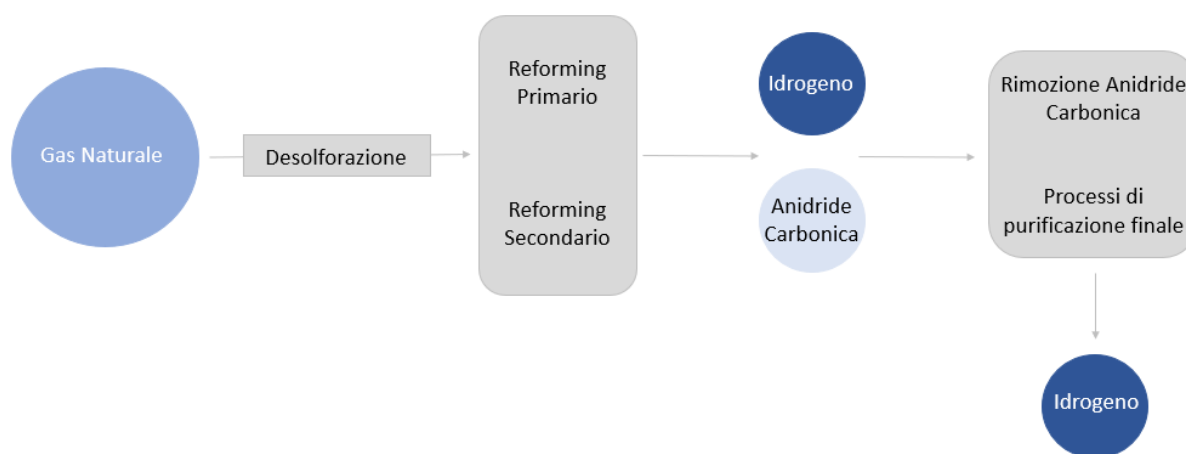 Gas Naturale
Desolforazione
Reforming
Primario
Reforming
Secondario
Idrogeno
Anidride
Carbonica
Rimozione Anidride
Carbonica
Processi di
purificazione finale
Idrogeno